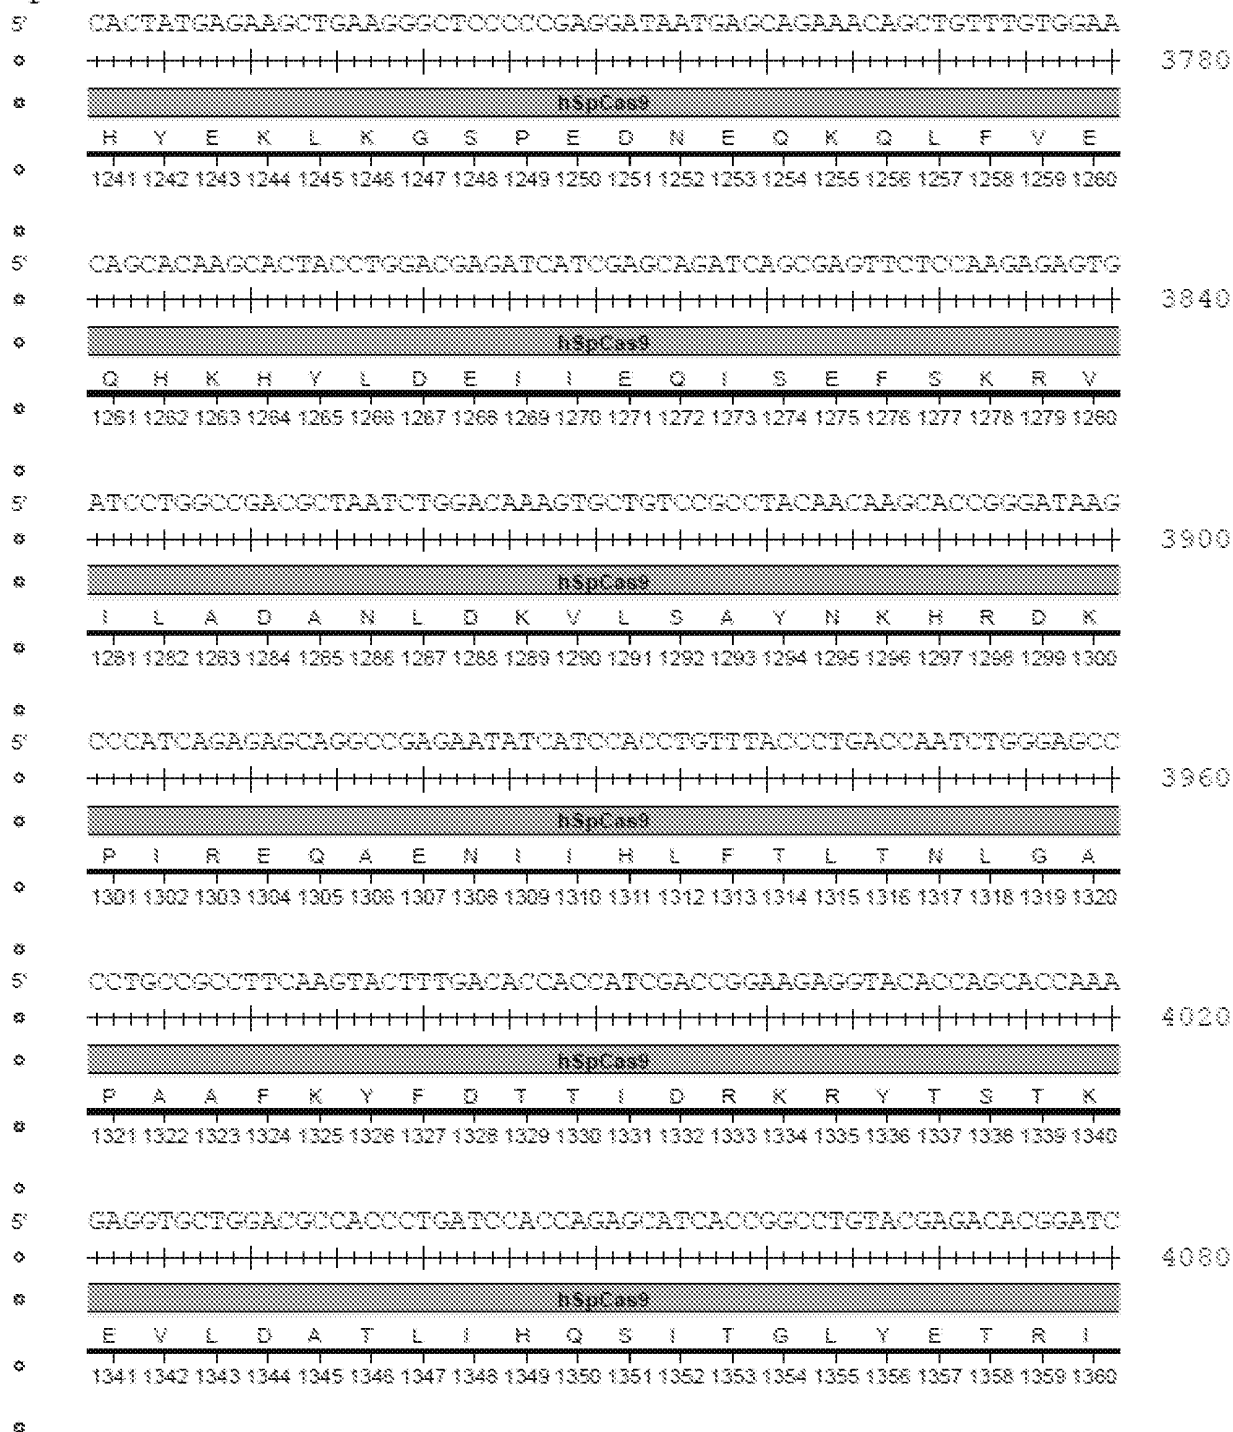 5' CACTATGAGAAGCTGAAGGGCTCCCCCGAGGATAATGAGCAGAAACAGCTGTTTGTGGAA
3780
hSpCas9
H Y E K L K G S P E D N E Q K Q L F V E
1241 1242 1243 1244 1245 1246 1247 1248 1249 1250 1251 1252 1253 1254 1255 1256 1257 1258 1259 1260
5' CAGCACAAGCACTACCTGGACGAGATCATCGAGCAGATCAGCGAGTTCTCCAAGAGAGTG
3840
hSpCas9
Q H K H Y L D E I I E Q I S E F S K R V
1261 1262 1263 1264 1265 1266 1267 1268 1269 1270 1271 1272 1273 1274 1275 1276 1277 1278 1279 1280
5' ATCCTGGCCGACGCTAATCTGGACAAAGTGCTGTCCGCCTACAACAAGCACCGGGATAAG
3900
hSpCas9
I L A D A N L D K V L S A Y N K H R D K
1281 1282 1283 1284 1285 1286 1287 1288 1289 1290 1291 1292 1293 1294 1295 1296 1297 1298 1299 1300
5' CCCATCAGAGAGCAGGCCGAGAATATCATCCACCTGTTTACCCTGACCAATCTGGGAGCC
3960
hSpCas9
P I R E Q A E N I I H L F T L T N L G A
1301 1302 1303 1304 1305 1306 1307 1308 1309 1310 1311 1312 1313 1314 1315 1316 1317 1318 1319 1320
5' CCTGCCGCCTTCAAGTACTTTGACACCACCATCGACCGGAAGAGGTACACCAGCACCAAA
4020
hSpCas9
P A A F K Y F D T T I D R K R Y T S T K
1321 1322 1323 1324 1325 1326 1327 1328 1329 1330 1331 1332 1333 1334 1335 1336 1337 1338 1339 1340
5' GAGGTGCTGGACGCCACCCTGATCCACCAGAGCATCACCGGCCTGTACGAGACACGGATC
4080
hSpCas9
E V L D A T L I H Q S I T G L Y E T R I
1341 1342 1343 1344 1345 1346 1347 1348 1349 1350 1351 1352 1353 1354 1355 1356 1357 1358 1359 1360